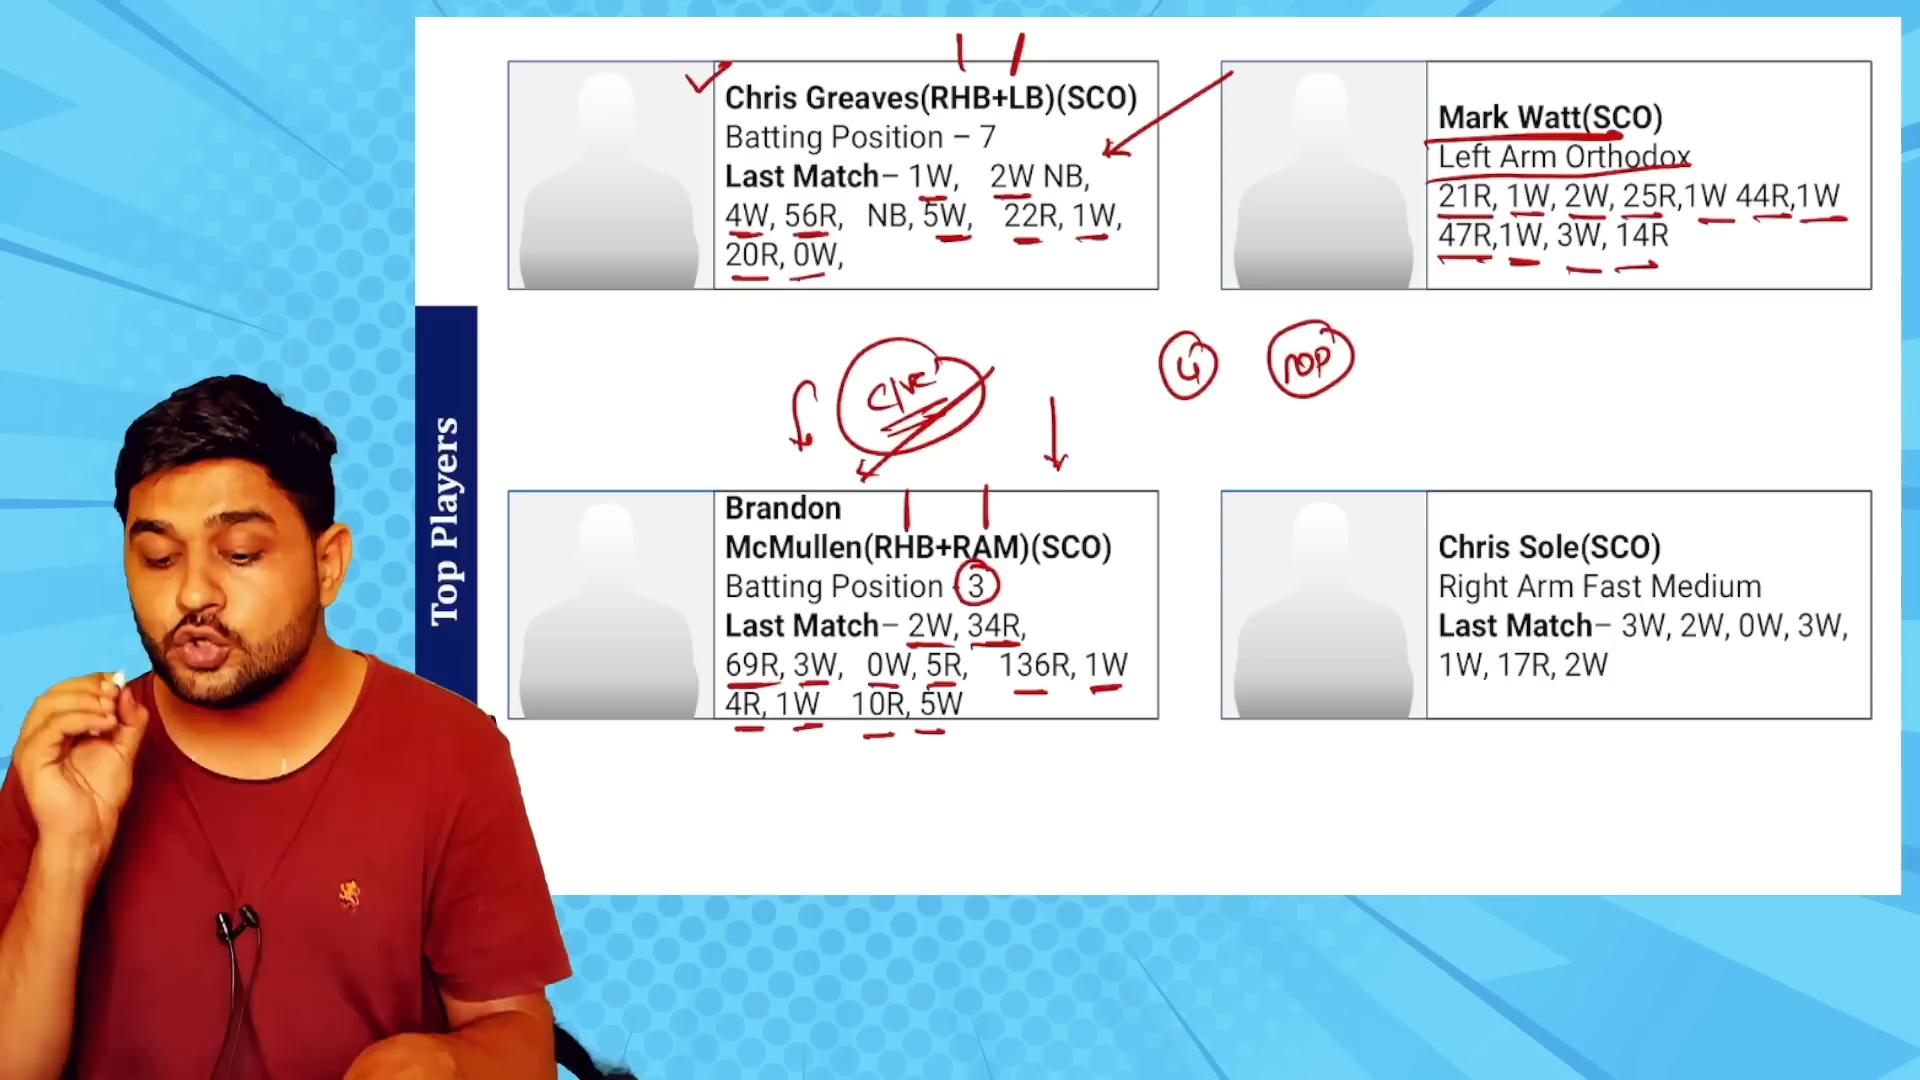 Chris Greaves(RHB+LB)(SCO)
Batting Position – 7
Last Match– 1W, 2W NB,
4W, 56R, NB, 5W, 22R, 1W,
20R, 0W,
Mark Watt(SCO)
Left Arm Orthodox
21R, 1W, 2W, 25R,1W 44R,1W
47R,1W, 3W, 14R
Top Players
C/VC
Brandon
McMullen(RHB+RAM)(SCO)
Batting Position 3
Last Match– 2W, 34R,
69R, 3W, 0W, 5R, 136R, 1W
4R, 1W 10R, 5W
Chris Sole(SCO)
Right Arm Fast Medium
Last Match– 3W, 2W, 0W, 3W,
1W, 17R, 2W